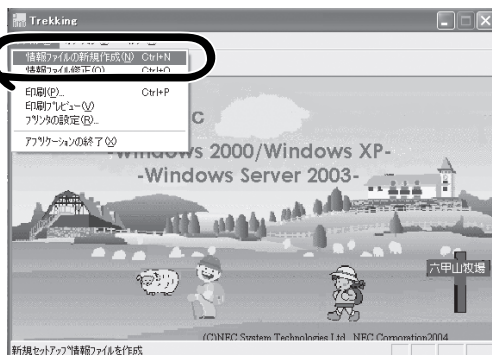 Trekking
情報ファイルの新規作成(N) Ctrl+N
情報ファイル修正(O) Ctrl+O
印刷(P)... Ctrl+P
印刷プレビュー(V)
プリンタの設定(R)...
アプリケーションの終了(X)
C
-Windows 2000/Windows XP-
-Windows Server 2003-
六甲山牧場
(C)NEC System Technologies Ltd., NEC Corporation2004
新規セットアップ情報ファイルを作成